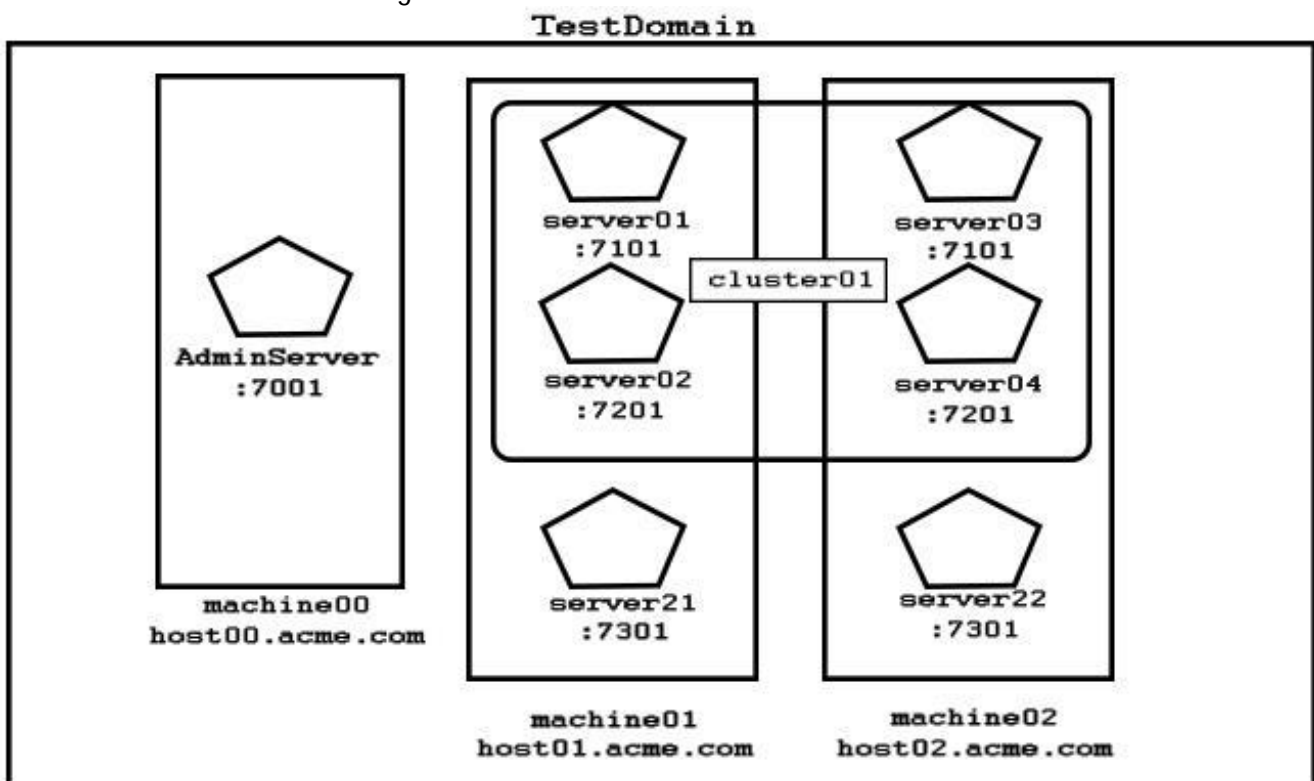 TestDomain
AdminServer
:7001
machine00
host00.acme.com
server01
:7101
server02
:7201
server21
:7301
machine01
host01.acme.com
cluster01
server03
:7101
server04
:7201
server22
:7301
machine02
host02.acme.com